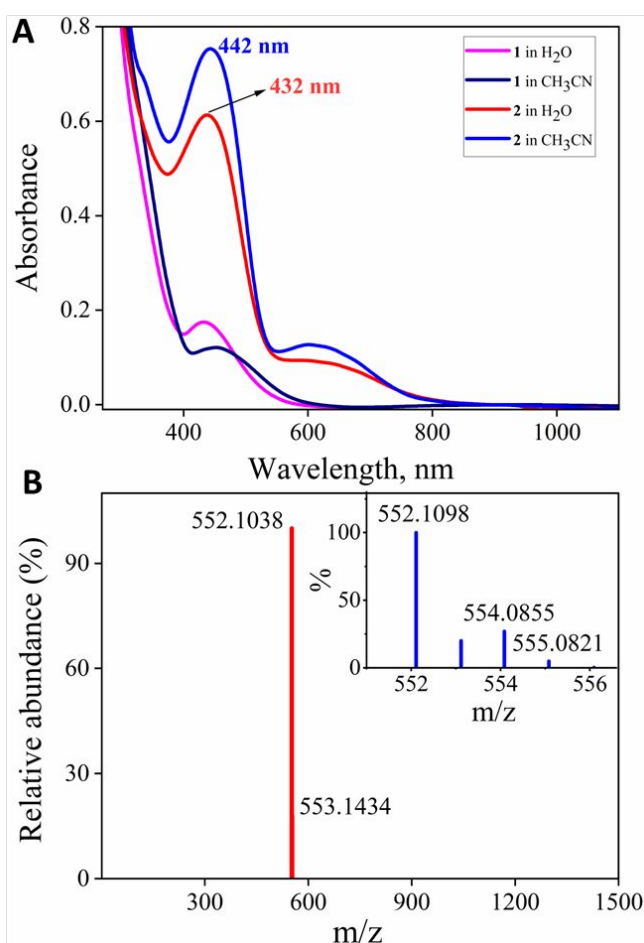 A
0.8
442 nm
432 nm
1 in H₂O
1 in CH₃CN
2 in H₂O
2 in CH₃CN
0.6
0.4
0.2
0.0
Absorbance
400 600 800 1000
Wavelength, nm
B
552.1038
90
60
30
0
Relative abundance (%)
553.1434
100
50
0
%
552.1098
554.0855
555.0821
552 554 556
m/z
300 600 900 1200 1500
m/z